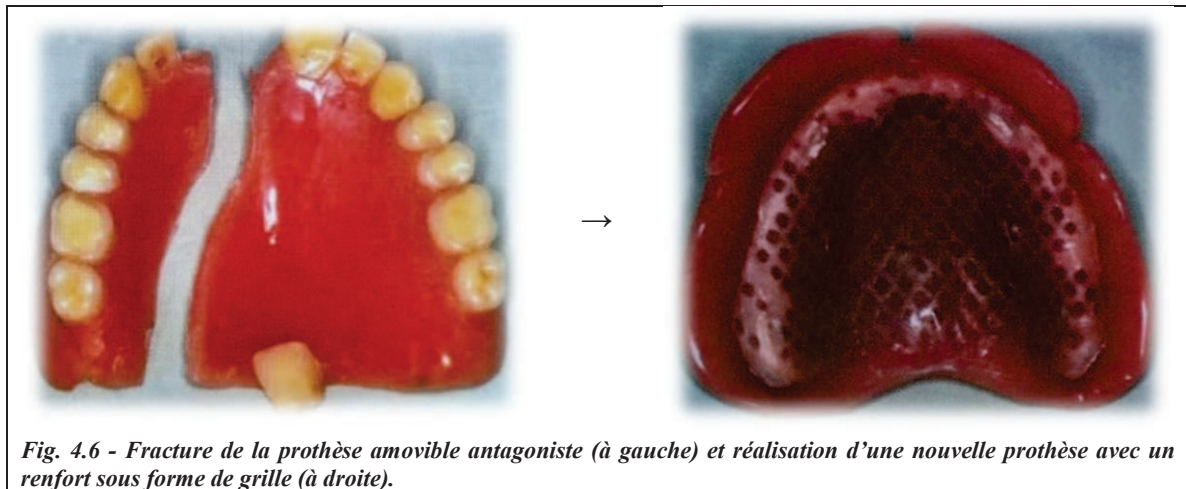 →
Fig. 4.6 - Fracture de la prothèse amovible antagoniste (à gauche) et réalisation d’une nouvelle prothèse avec un
renfort sous forme de grille (à droite).